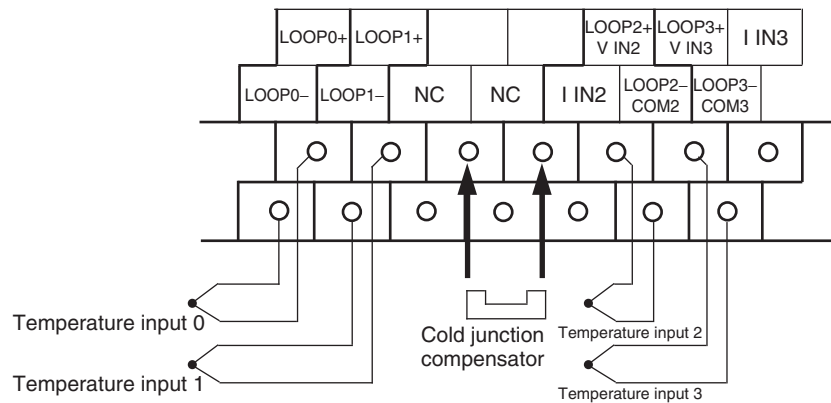 LOOP0+ LOOP1+ LOOP2+ V IN2 LOOP3+ V IN3 I IN3
LOOP0– LOOP1– NC NC I IN2 LOOP2– COM2 LOOP3– COM3
Temperature input 0
Temperature input 1
Cold junction
compensator
Temperature input 2
Temperature input 3